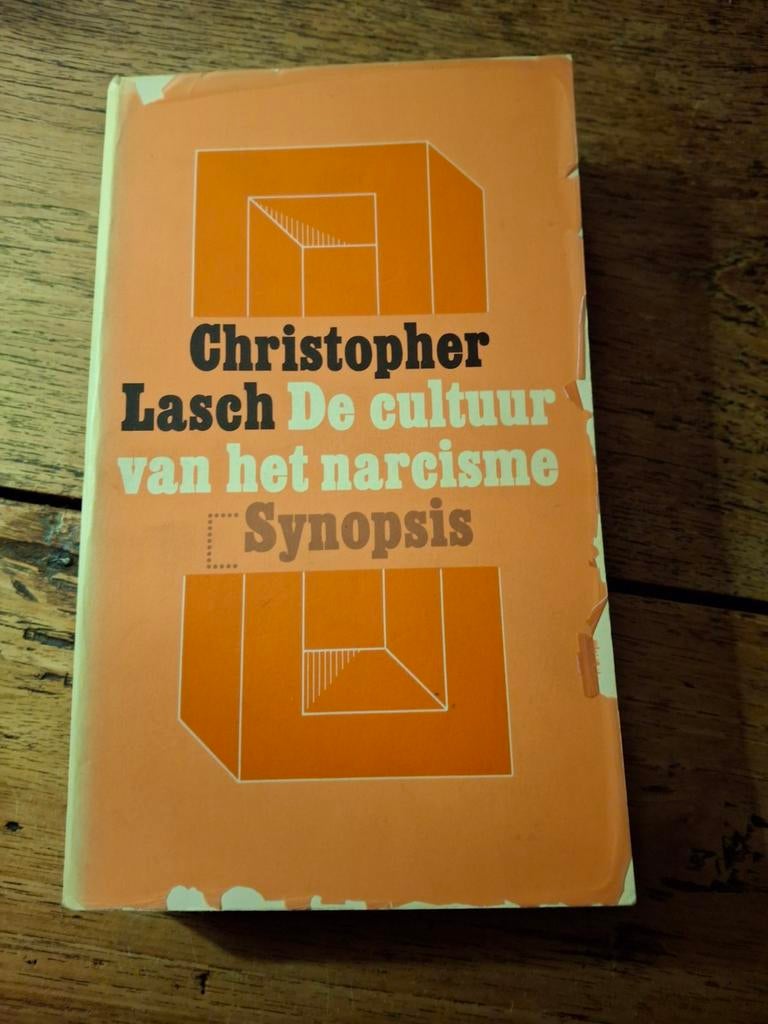 Christopher
Lasch De cultuur
van het narcisme
Synopsis